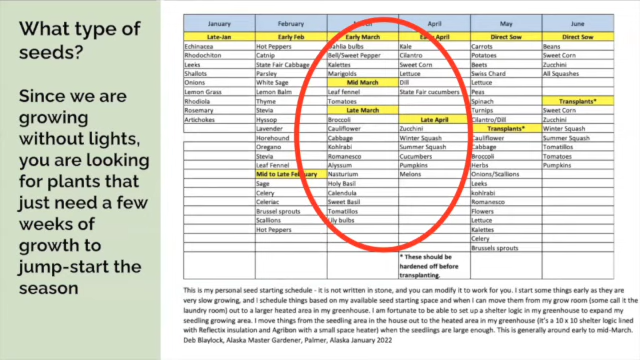 What type of
seeds?
Since we are
growing
without lights,
you are looking
for plants that
just need a few
weeks of
growth to
jump-start the
season
January February March April May June
Late-Jan Early Feb Early March Early April Direct Sow Direct Sow
Echinacea Hot Peppers Dahlia bulbs Kale Carrots Beans
Rhodochiton Catnip Bell/Sweet Pepper Cilantro Potatoes Sweet Corn
Leeks State Fair Cabbage Kalettes Sweet Corn Beets Zucchini
Shallots Parsley Marigolds Lettuce Swiss Chard All Squashes
Onions White Sage Mid March Dill Lettuce
Lemon Grass Lemon Balm Leaf fennel State Fair cucumbers Peas
Rhodiola Thyme Tomatoes Spinach Transplants*
Rosemary Stevia Late March Turnips Sweet Corn
Artichokes Hyssop Broccoli Late April Cilantro/Dill Zucchini
Lavender Cauliflower Zucchini Transplants* Winter Squash
Horehound Cabbage Winter Squash Cauliflower Summer Squash
Oregano Kohlrabi Summer Squash Cabbage Tomatillos
Stevia Romanesco Cucumbers Broccoli Tomatoes
Leaf Fennel Alyssum Pumpkins Herbs Pumpkins
Mid to Late February Nasturtium Melons Onions/Scallions
Sage Holy Basil Leeks
Celery Calendula kohlrabi
Celeriac Sweet Basil Romanesco
Brussel sprouts Tomatillos Flowers
Scallions Lily bulbs Lettuce
Hot Peppers Kalettes
Celery
Brussels sprouts
* These should be
hardened off before
transplanting.
This is my personal seed starting schedule - it is not written in stone, and you can modify it to work for you. I start some things early as they are
very slow growing, and I schedule things based on my available seed starting space and when I can move them from my grow room (some call it the
laundry room) out to a larger heated area in my greenhouse. I am fortunate to be able to set up a shelter logic in my greenhouse to expand my
seedling growing area. I move things from the seedling area in the house out to the heated area in my greenhouse (it's a 10 x 10 shelter logic lined
with Reflectix insulation and Agribon with a small space heater) when the seedlings are large enough. This is generally around early to mid-March.
Deb Blaylock, Alaska Master Gardener, Palmer, Alaska January 2022